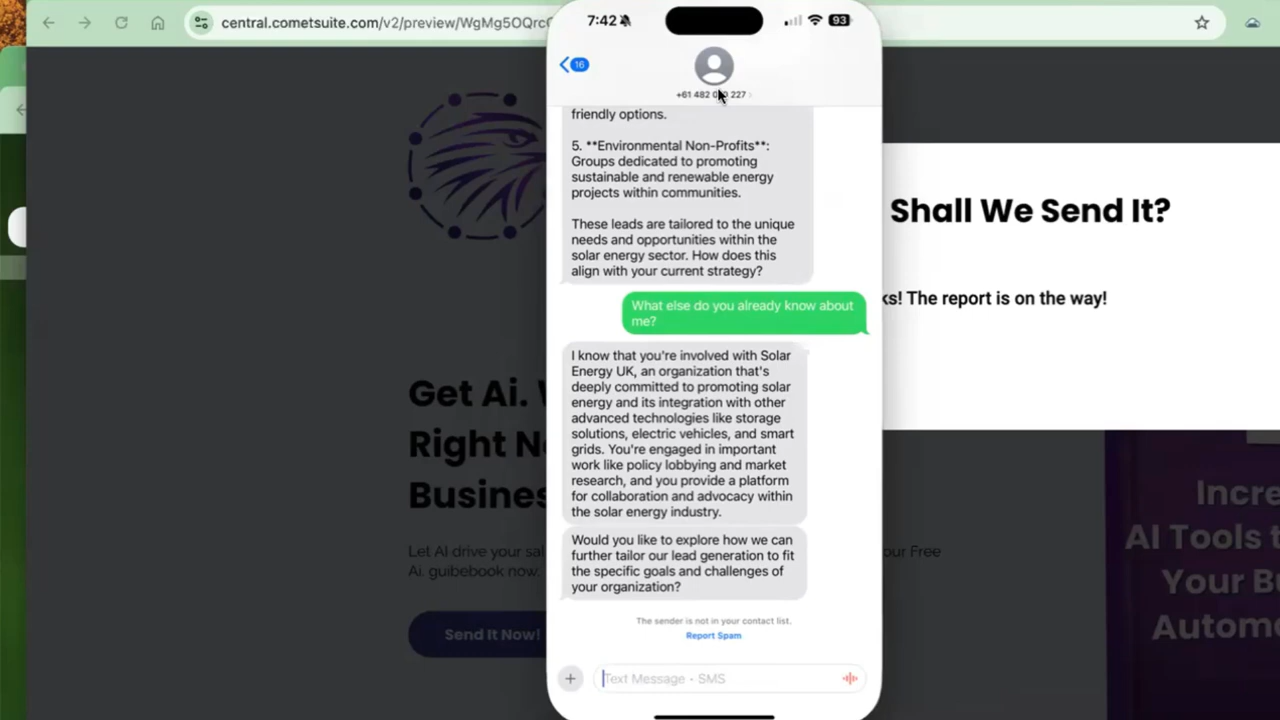 central.cometsuite.com/v2/preview/WgMg5OQrc
7:42
93
16
+61 482 227
friendly options.
5. **Environmental Non-Profits**:
Groups dedicated to promoting
sustainable and renewable energy
projects within communities.
These leads are tailored to the unique
needs and opportunities within the
solar energy sector. How does this
align with your current strategy?
What else do you already know about
me?
I know that you're involved with Solar
Energy UK, an organization that's
deeply committed to promoting solar
energy and its integration with other
advanced technologies like storage
solutions, electric vehicles, and smart
grids. You're engaged in important
work like policy lobbying and market
research, and you provide a platform
for collaboration and advocacy within
the solar energy industry.
Would you like to explore how we can
further tailor our lead generation to fit
the specific goals and challenges of
your organization?
The sender is not in your contact list.
Report Spam
Text Message • SMS
Shall We Send It?
ks! The report is on the way!
Get Ai. 
Right N
Busines
Let AI drive your sal
our Free
Ai. guibebook now.
Send It Now!
Incre
AI Tools t
Your B
Autom